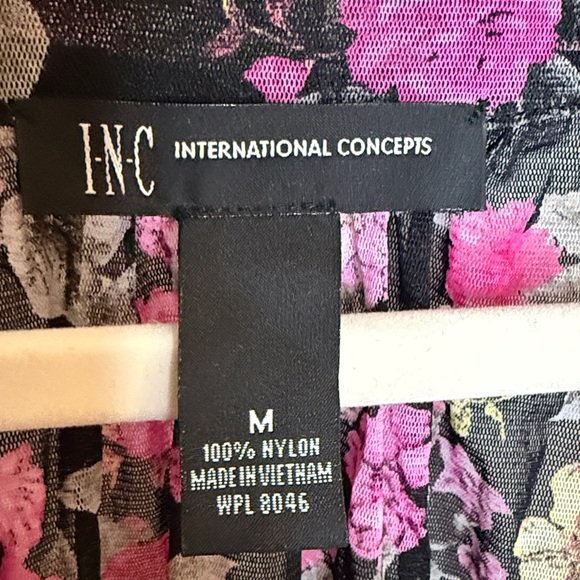 I·N·C INTERNATIONAL CONCEPTS
M
100% NYLON
MADE IN VIETNAM
WPL 8046